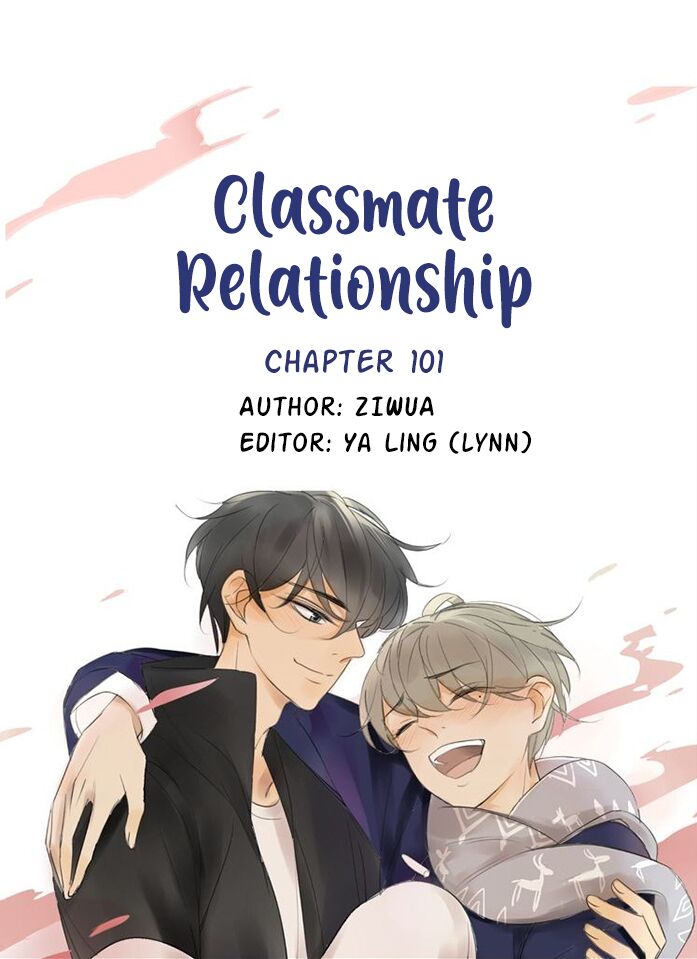 Classmate
Relationship
CHAPTER 101
AUTHOR: ZIWUA
EDITOR: YA LING (LYNN)